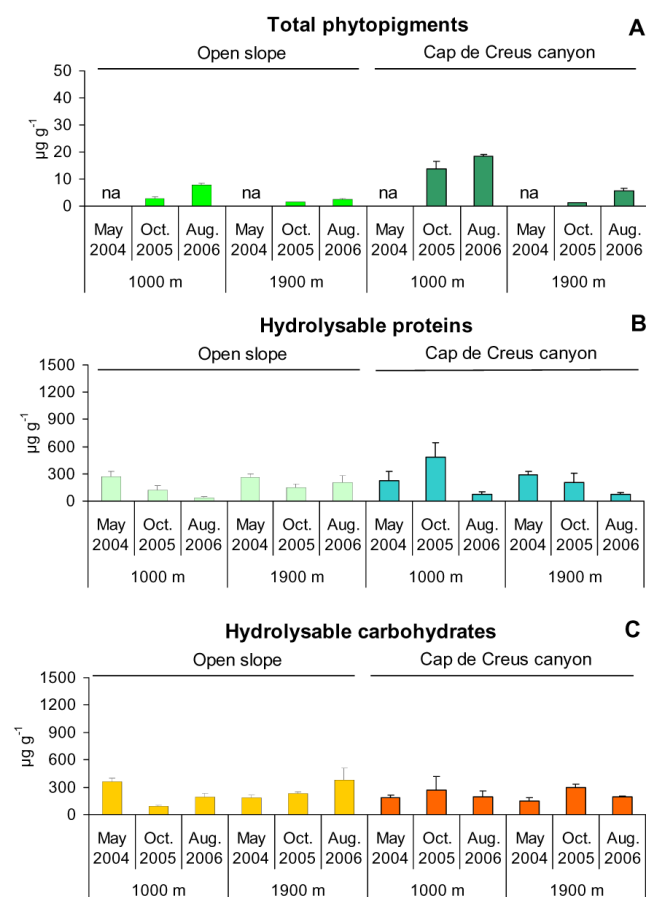 Total phytopigments
A
Open slope
Cap de Creus canyon
50
40
30
20
10
0
µg g-1
na
na
na
na
May 2004
Oct. 2005
Aug. 2006
May 2004
Oct. 2005
Aug. 2006
May 2004
Oct. 2005
Aug. 2006
May 2004
Oct. 2005
Aug. 2006
1000 m
1900 m
1000 m
1900 m
Hydrolysable proteins
B
Open slope
Cap de Creus canyon
1500
1200
900
600
300
0
µg g-1
May 2004
Oct. 2005
Aug. 2006
May 2004
Oct. 2005
Aug. 2006
May 2004
Oct. 2005
Aug. 2006
May 2004
Oct. 2005
Aug. 2006
1000 m
1900 m
1000 m
1900 m
Hydrolysable carbohydrates
C
Open slope
Cap de Creus canyon
1500
1200
900
600
300
0
µg g-1
May 2004
Oct. 2005
Aug. 2006
May 2004
Oct. 2005
Aug. 2006
May 2004
Oct. 2005
Aug. 2006
May 2004
Oct. 2005
Aug. 2006
1000 m
1900 m
1000 m
1900 m